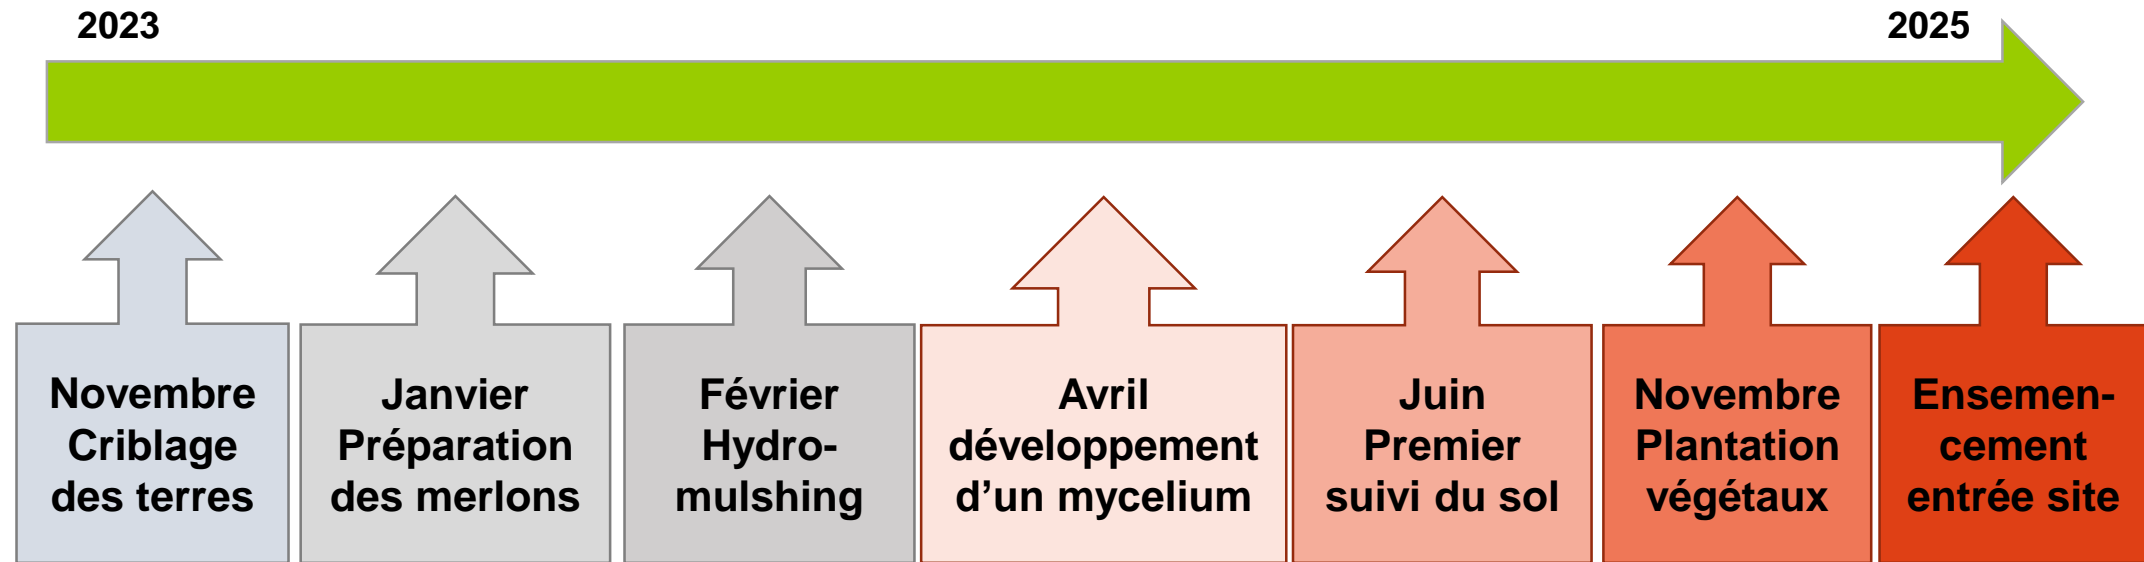 2023
2025
Novembre
Criblage
des terres
Janvier
Préparation
des merlons
Février
Hydro-
mulshing
Avril
développement
d’un mycelium
Juin
Premier
suivi du sol
Novembre
Plantation
végétaux
Ensemen-
cement
entrée site